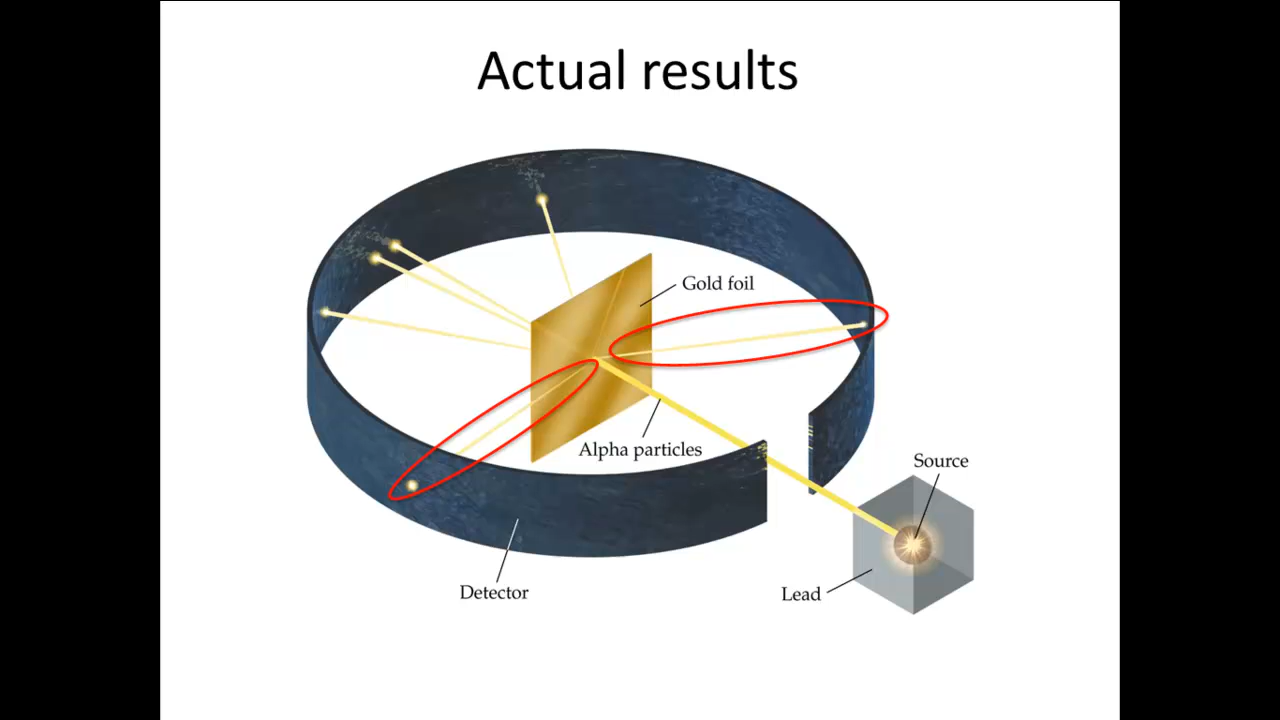 Actual results
Gold foil
Alpha particles
Source
Detector
Lead